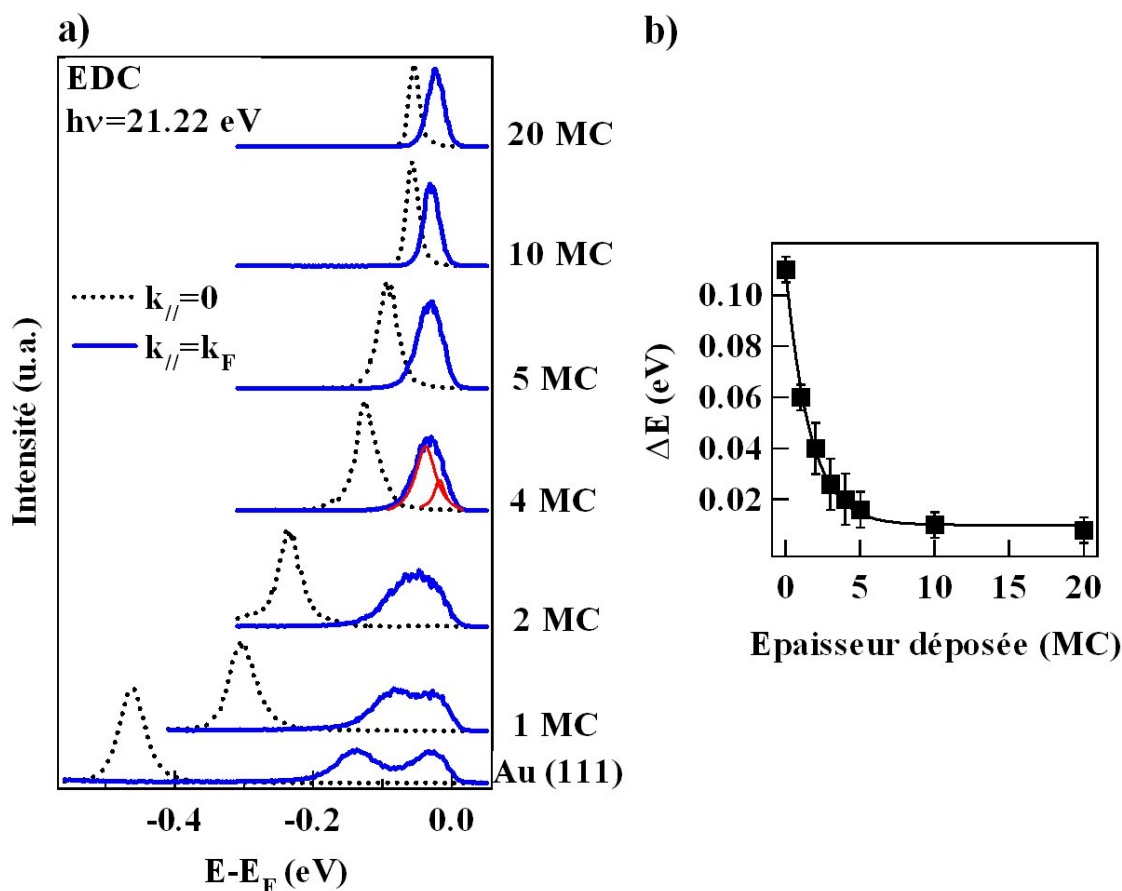 a)
EDC
hν=21.22 eV
k//=0
k//=kF
20 MC
10 MC
5 MC
4 MC
2 MC
1 MC
Au (111)
Intensité (u.a.)
-0.4
-0.2
0.0
E-EF (eV)
b)
ΔE (eV)
0.10
0.08
0.06
0.04
0.02
0
5
10
15
20
Epaisseur déposée (MC)